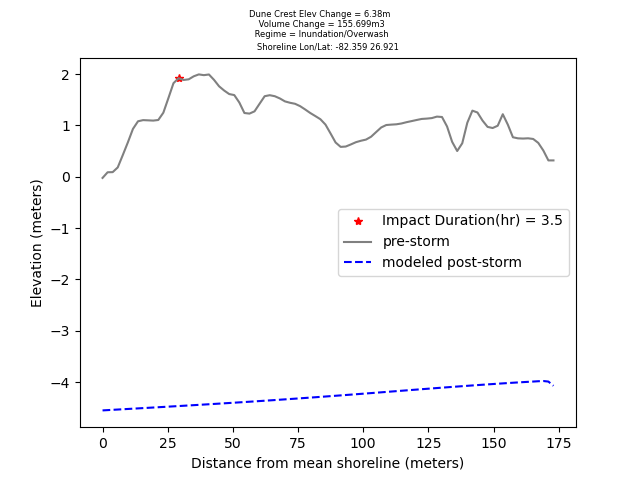 Dune Crest Elev Change = 6.38m
Volume Change = 155.699m3
Regime = Inundation/Overwash
Shoreline Lon/Lat: -82.359 26.921
2
1
0
−1
−2
−3
−4
Elevation (meters)
Impact Duration(hr) = 3.5
pre-storm
modeled post-storm
0 25 50 75 100 125 150 175
Distance from mean shoreline (meters)